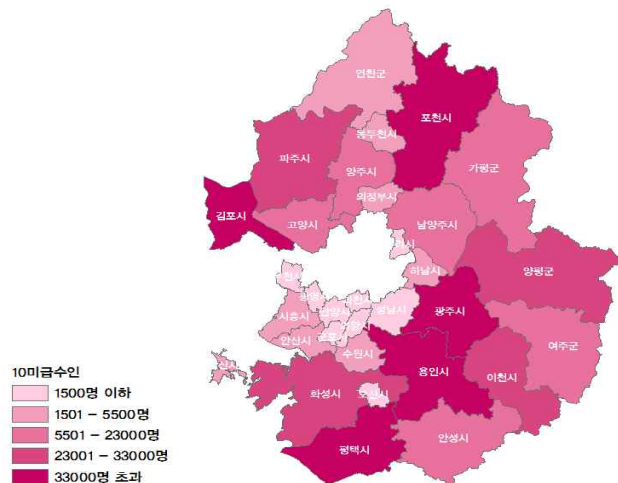 연천군
포천시
동두천시
파주시
양주시
가평군
의정부시
김포시
고양시
남양주시
하남시
양평군
시흥시
광주시
안산시
수원시
여주군
용인시
이천시
화성시
오산시
평택시
안성시
10미급수인
1500명 이하
1501 - 5500명
5501 - 23000명
23001 - 33000명
33000명 초과